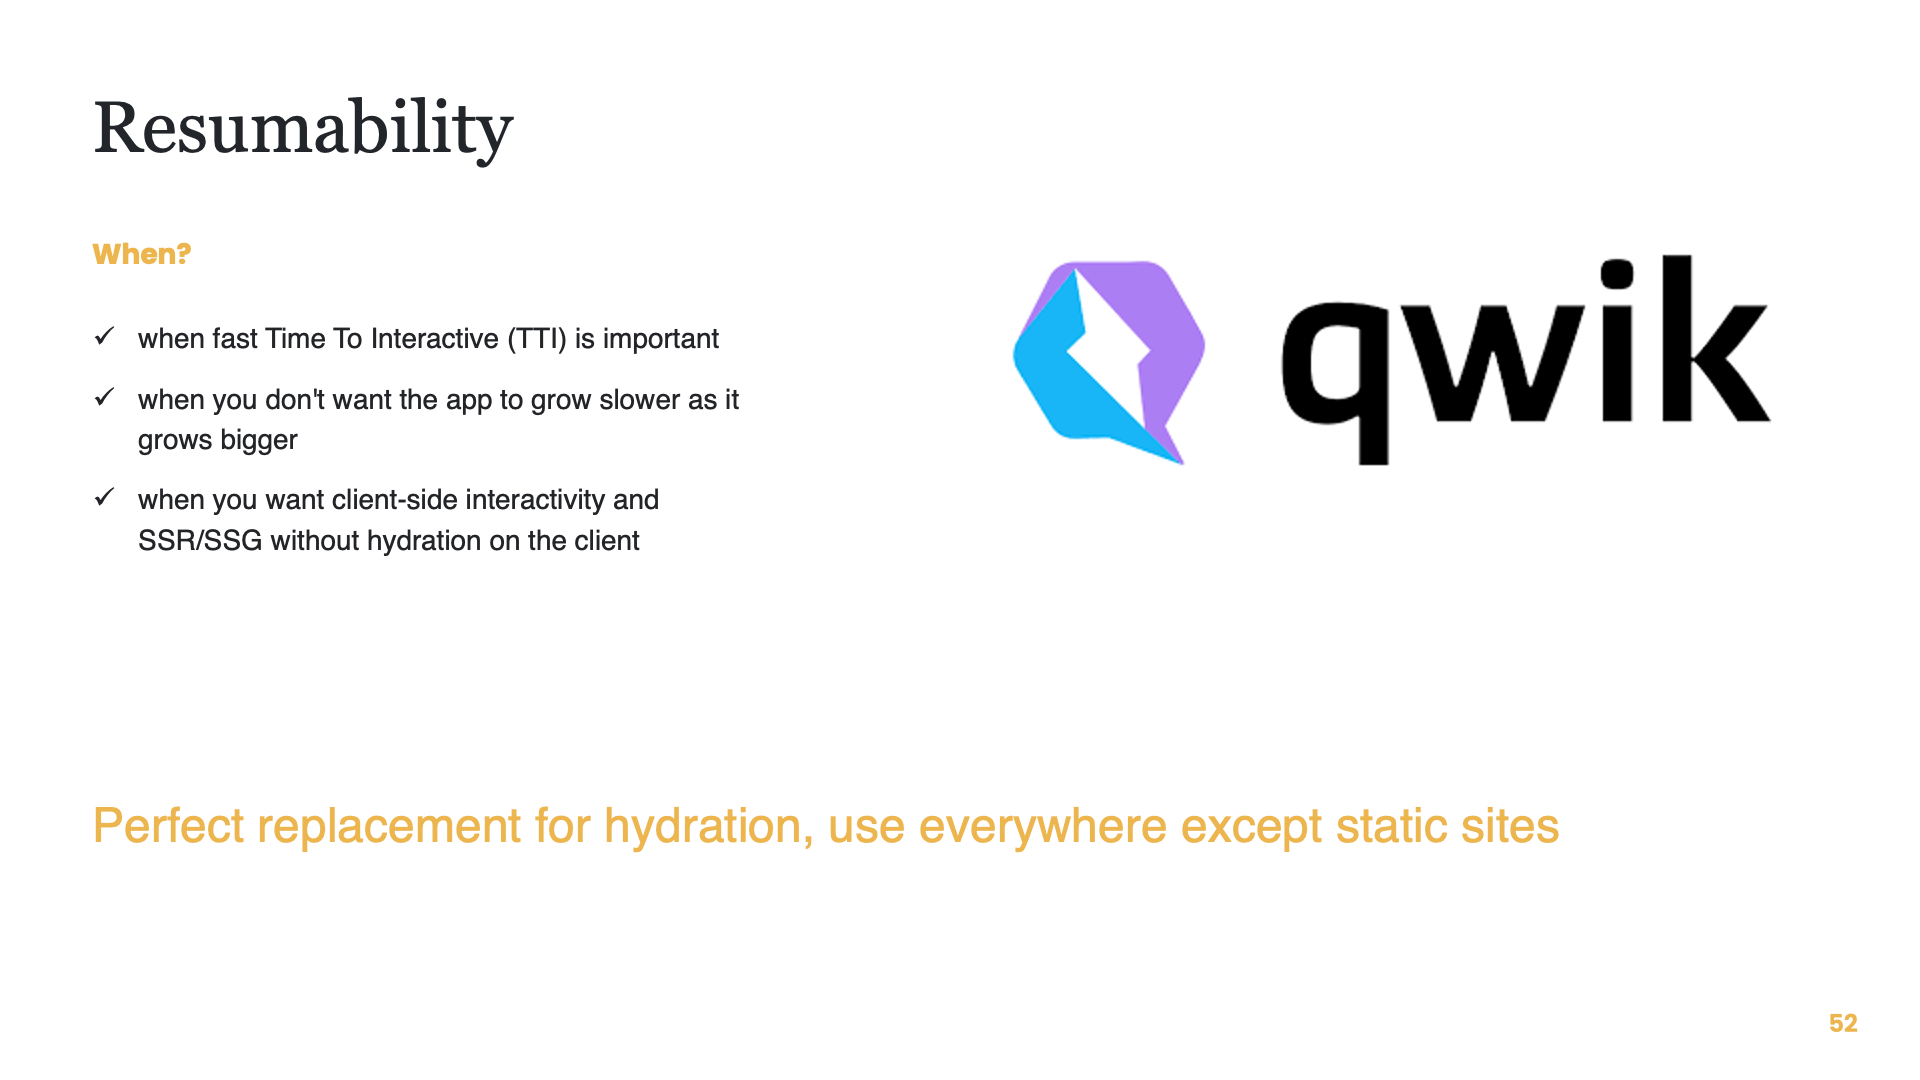 Resumability
When?
✓ when fast Time To Interactive (TTI) is important
✓ when you don't want the app to grow slower as it
grows bigger
✓ when you want client-side interactivity and
SSR/SSG without hydration on the client
qwik
Perfect replacement for hydration, use everywhere except static sites
52